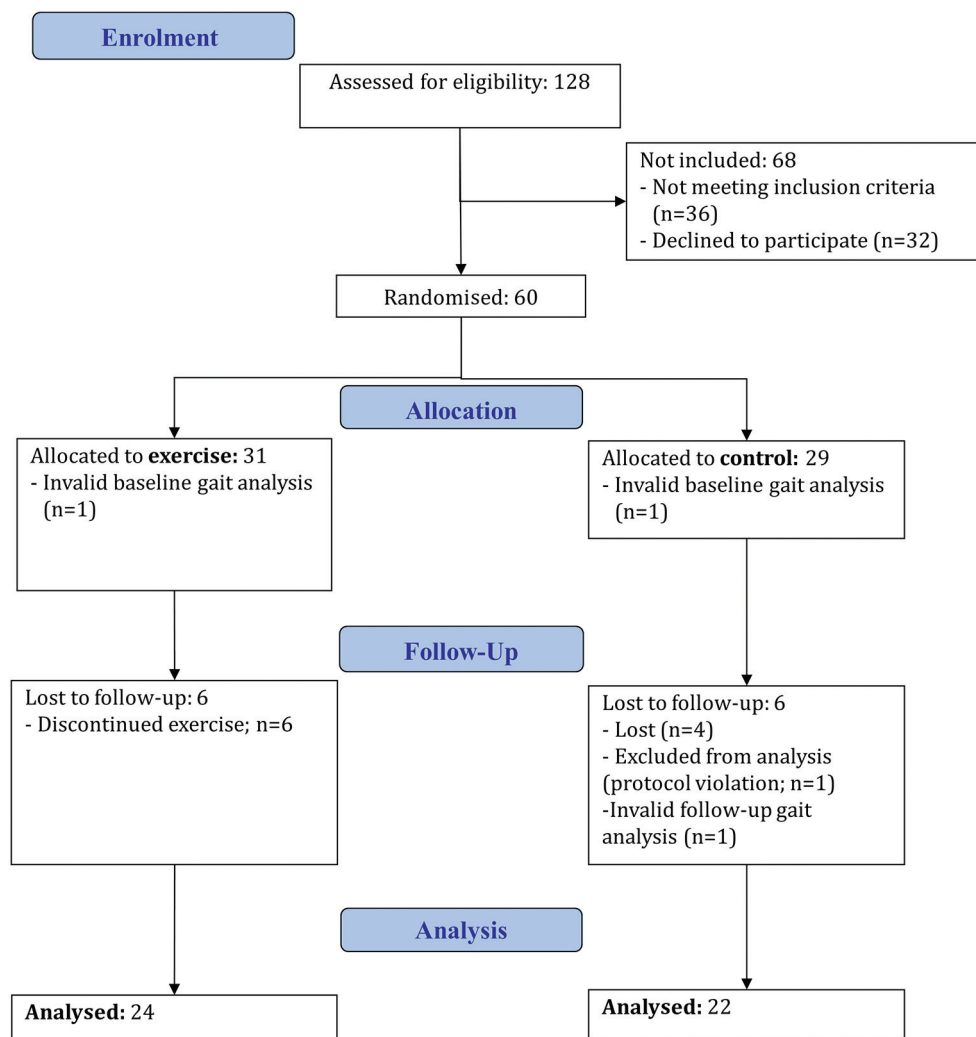 Enrolment
Assessed for eligibility: 128
Not included: 68
- Not meeting inclusion criteria
(n=36)
- Declined to participate (n=32)
Randomised: 60
Allocation
Allocated to exercise: 31
- Invalid baseline gait analysis
(n=1)
Allocated to control: 29
- Invalid baseline gait analysis
(n=1)
Follow-Up
Lost to follow-up: 6
- Discontinued exercise; n=6
Lost to follow-up: 6
- Lost (n=4)
- Excluded from analysis
(protocol violation; n=1)
-Invalid follow-up gait
analysis (n=1)
Analysis
Analysed: 24
Analysed: 22